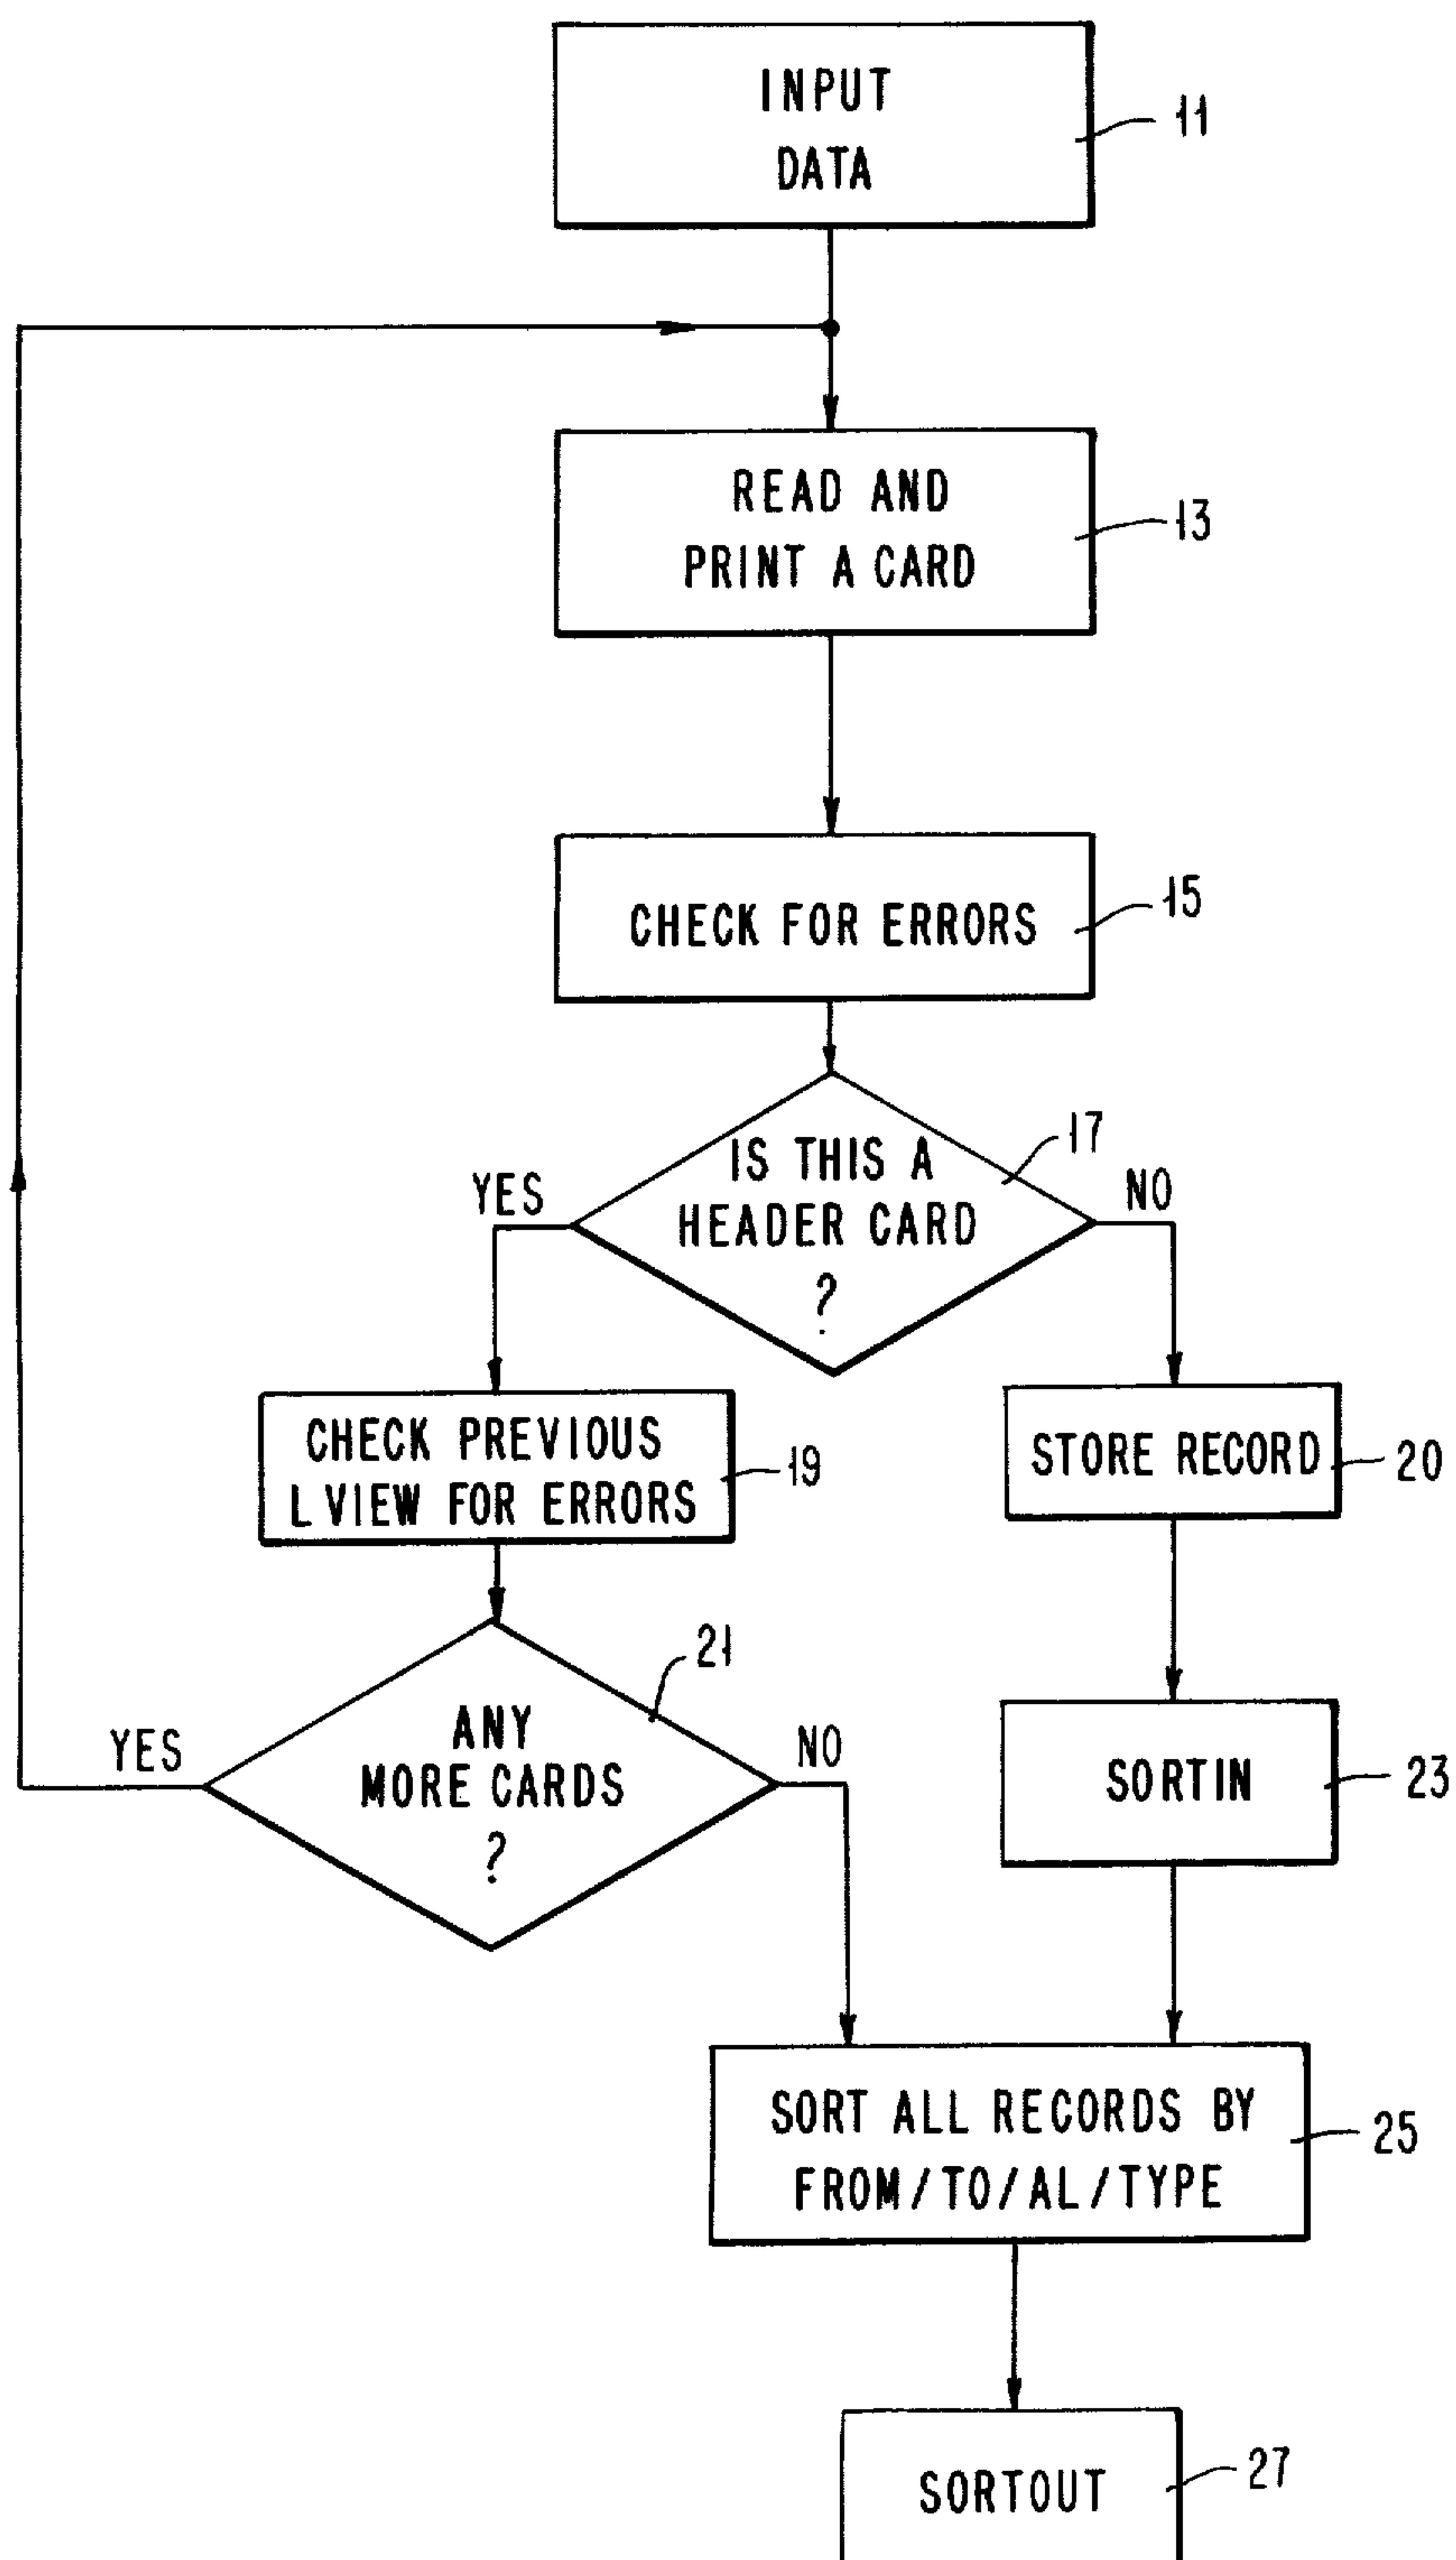 INPUT
DATA
11
READ AND
PRINT A CARD
13
CHECK FOR ERRORS
15
IS THIS A
HEADER CARD
?
17
YES
NO
CHECK PREVIOUS
LVIEW FOR ERRORS
19
STORE RECORD
20
ANY
MORE CARDS
?
21
YES
NO
SORTIN
23
SORT ALL RECORDS BY
FROM/TO/AL/TYPE
25
SORTOUT
27